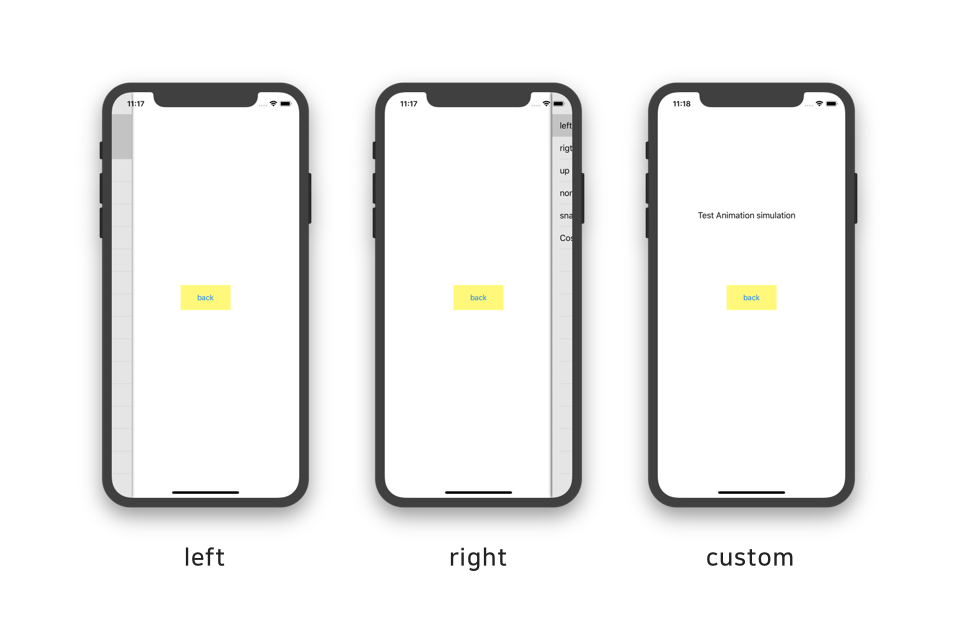 11:17
back
left
11:17
left
rigt
up
nor
sna
Cos
back
right
11:18
Test Animation simulation
back
custom